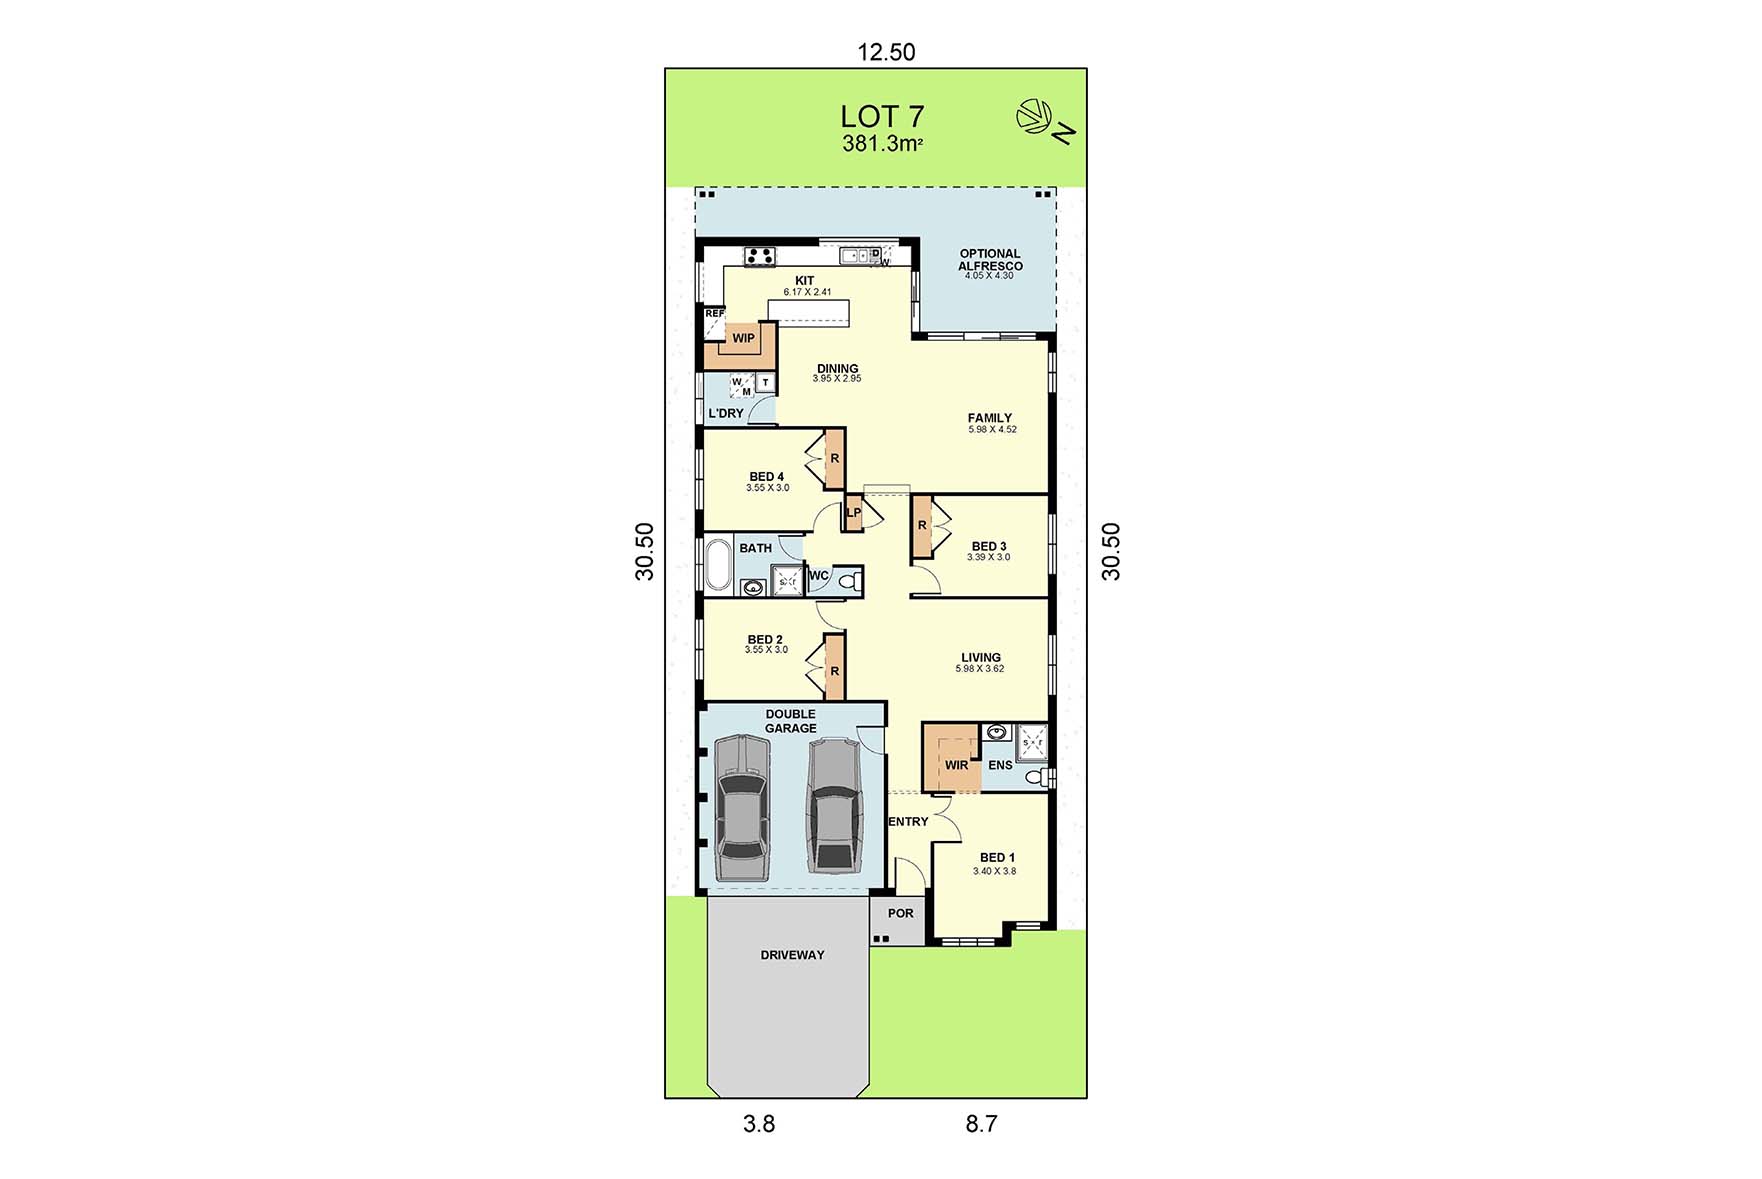 12.50
LOT 7
381.3m²
N
OPTIONAL
ALFRESCO
4.05 X 4.30
D
W
KIT
6.17 X 2.41
REF
WIP
DINING
3.95 X 2.95
W
M
T
L'DRY
FAMILY
5.98 X 4.52
BED 4
3.55 X 3.0
R
LP
R
BED 3
3.39 X 3.0
30.50
30.50
BATH
WC
s r
BED 2
3.55 X 3.0
R
LIVING
5.98 X 3.62
DOUBLE
GARAGE
WIR
ENS
s r
ENTRY
BED 1
3.40 X 3.8
POR
DRIVEWAY
3.8
8.7